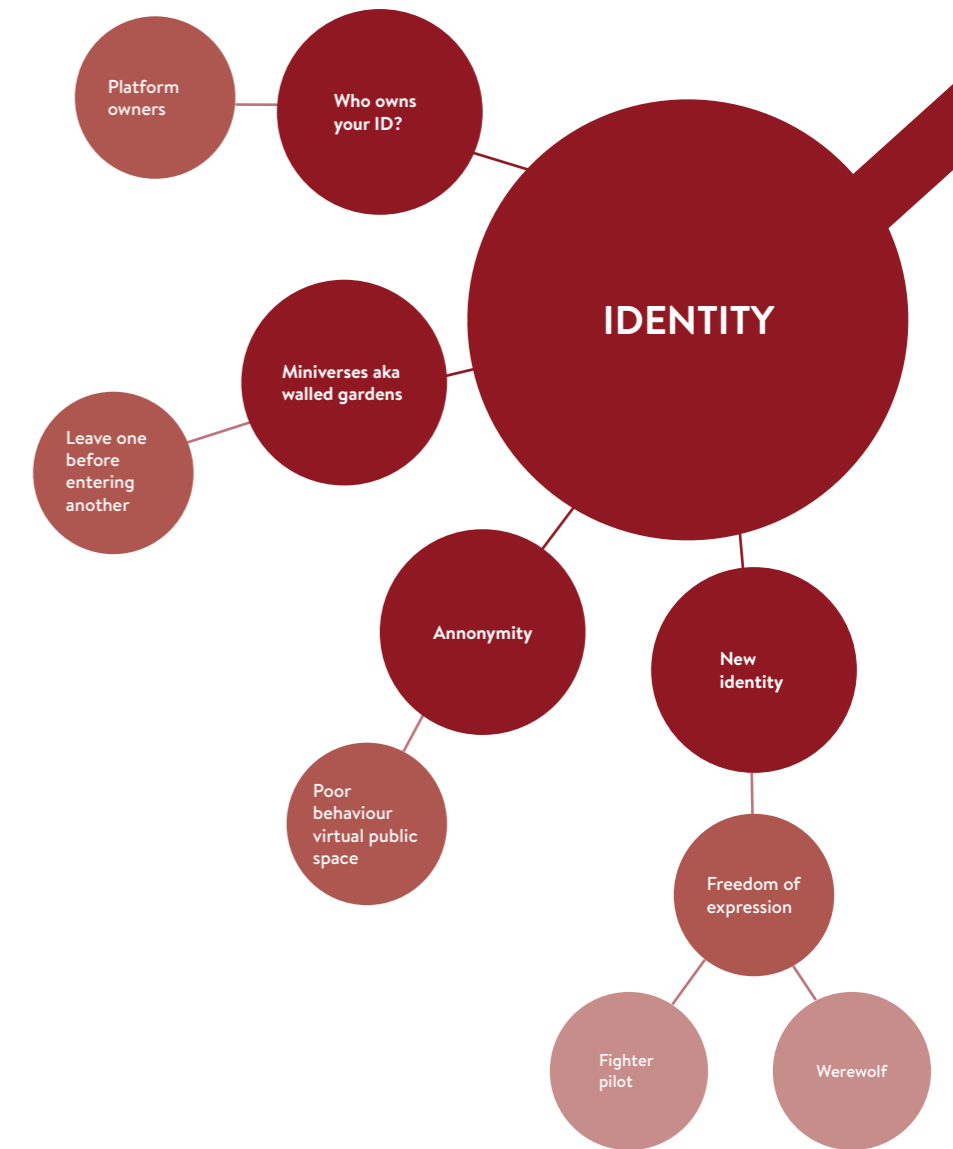 Platform
owners
Who owns
your ID?
IDENTITY
Miniverses aka
walled gardens
Leave one
before
entering
another
Annonymity
New
identity
Poor
behaviour
virtual public
space
Freedom of
expression
Fighter
pilot
Werewolf